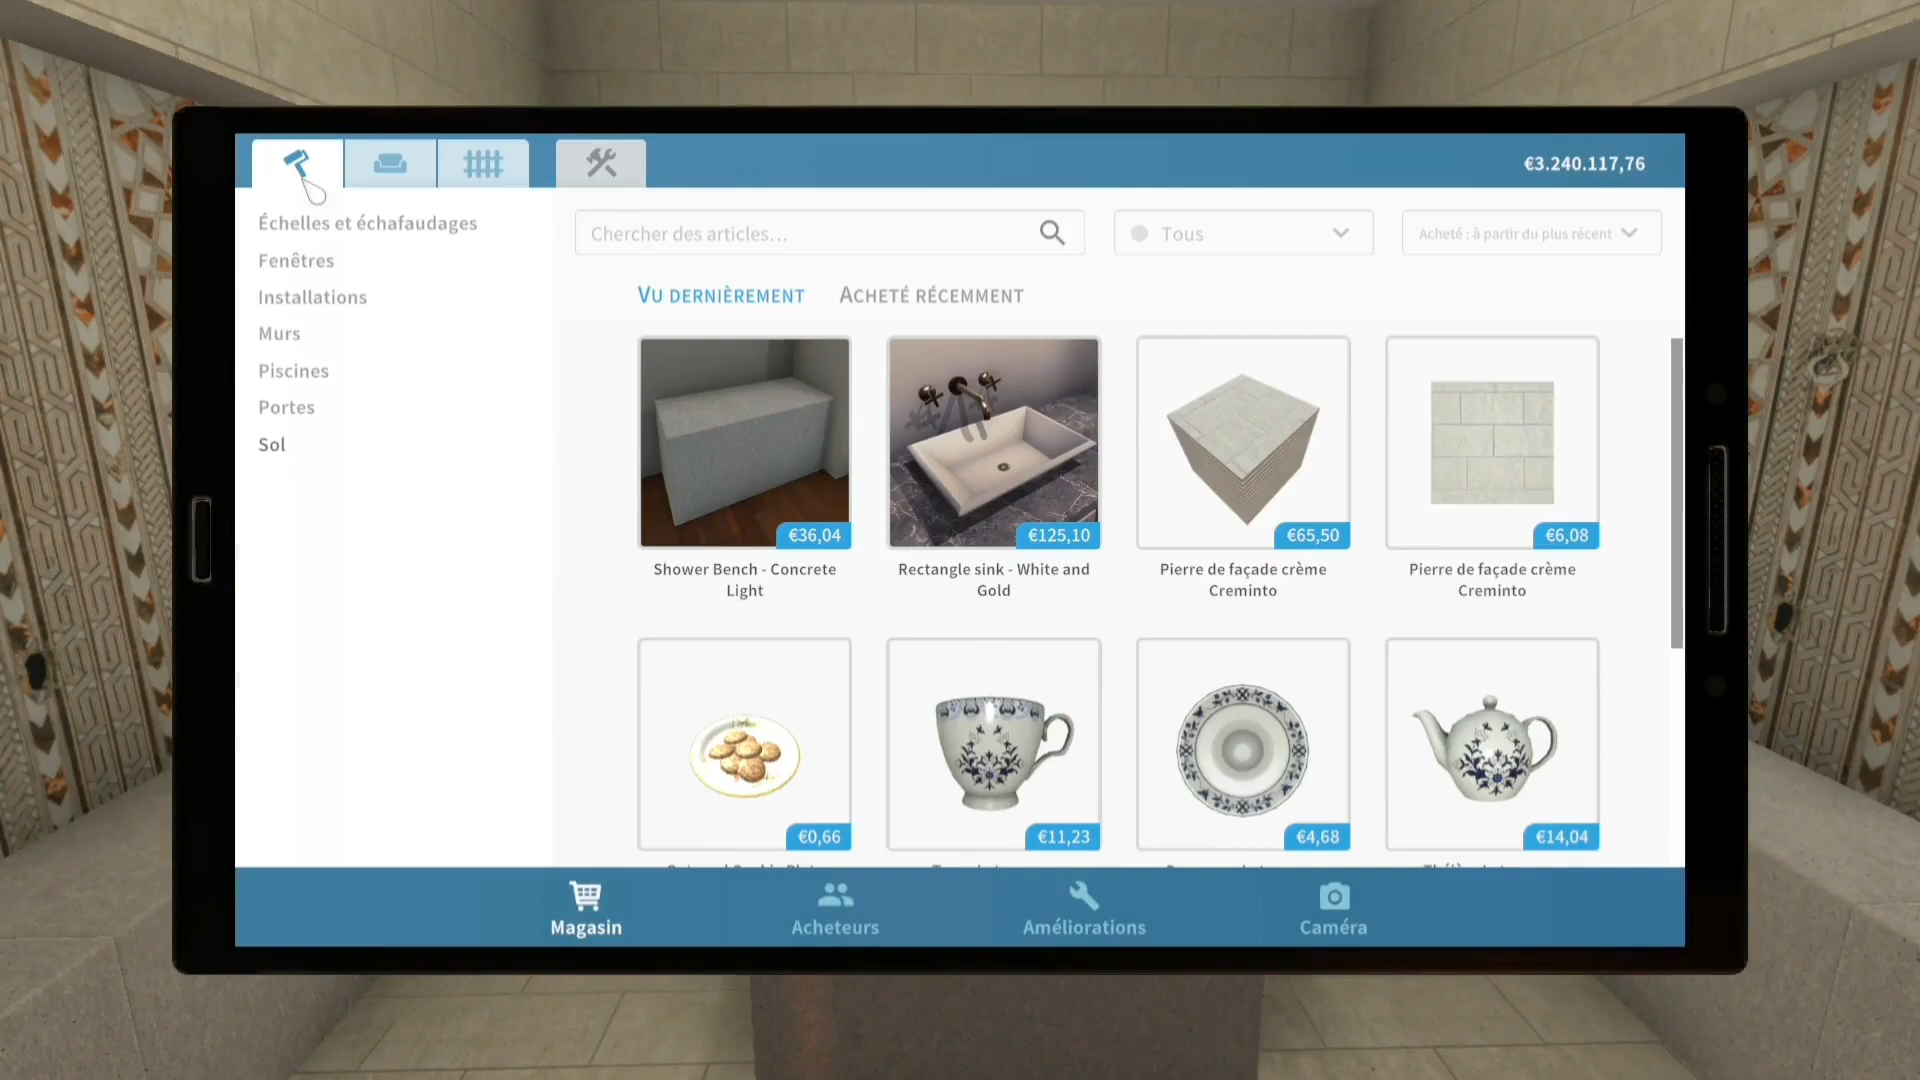 €3.240.117,76
Échelles et échafaudages
Fenêtres
Installations
Murs
Piscines
Portes
Sol
Chercher des articles...
Tous
Acheté : à partir du plus récent
VU DERNIÈREMENT
ACHETÉ RÉCEMMENT
€36,04
€125,10
€65,50
€6,08
Shower Bench - Concrete
Light
Rectangle sink - White and
Gold
Pierre de façade crème
Creminto
Pierre de façade crème
Creminto
€0,66
€11,23
€4,68
€14,04
Magasin
Acheteurs
Améliorations
Caméra